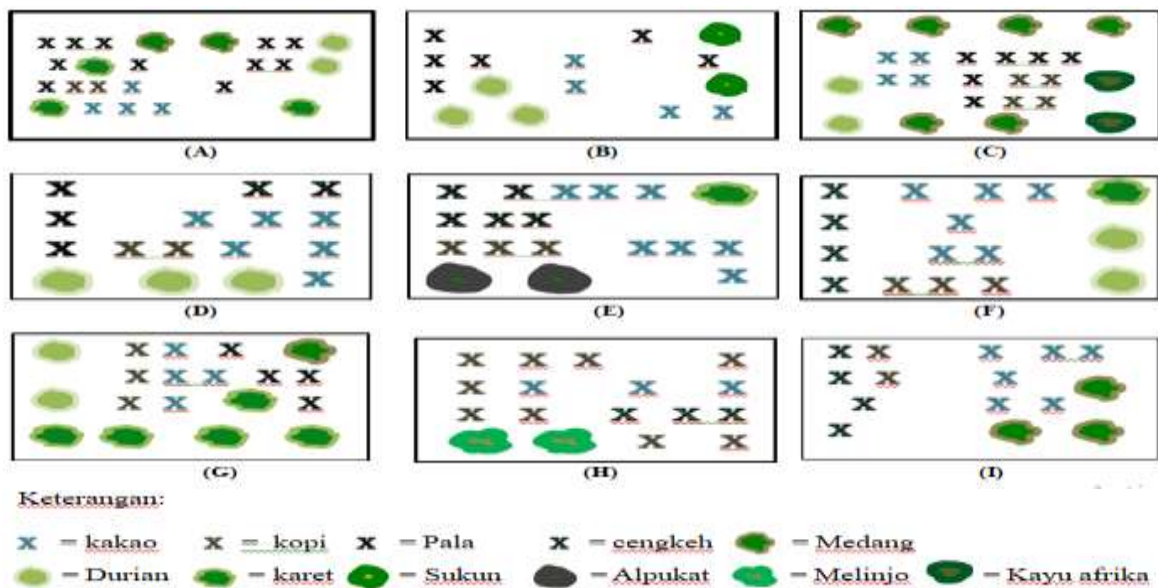 (A) (B) (C)
(D) (E) (F)
(G) (H) (I)
Keterangan:
X = kakao X = kopi X = Pala X = cengkeh = Medang
= Durian = karet = Sukun = Alpukat = Melinjo = Kayu afrika